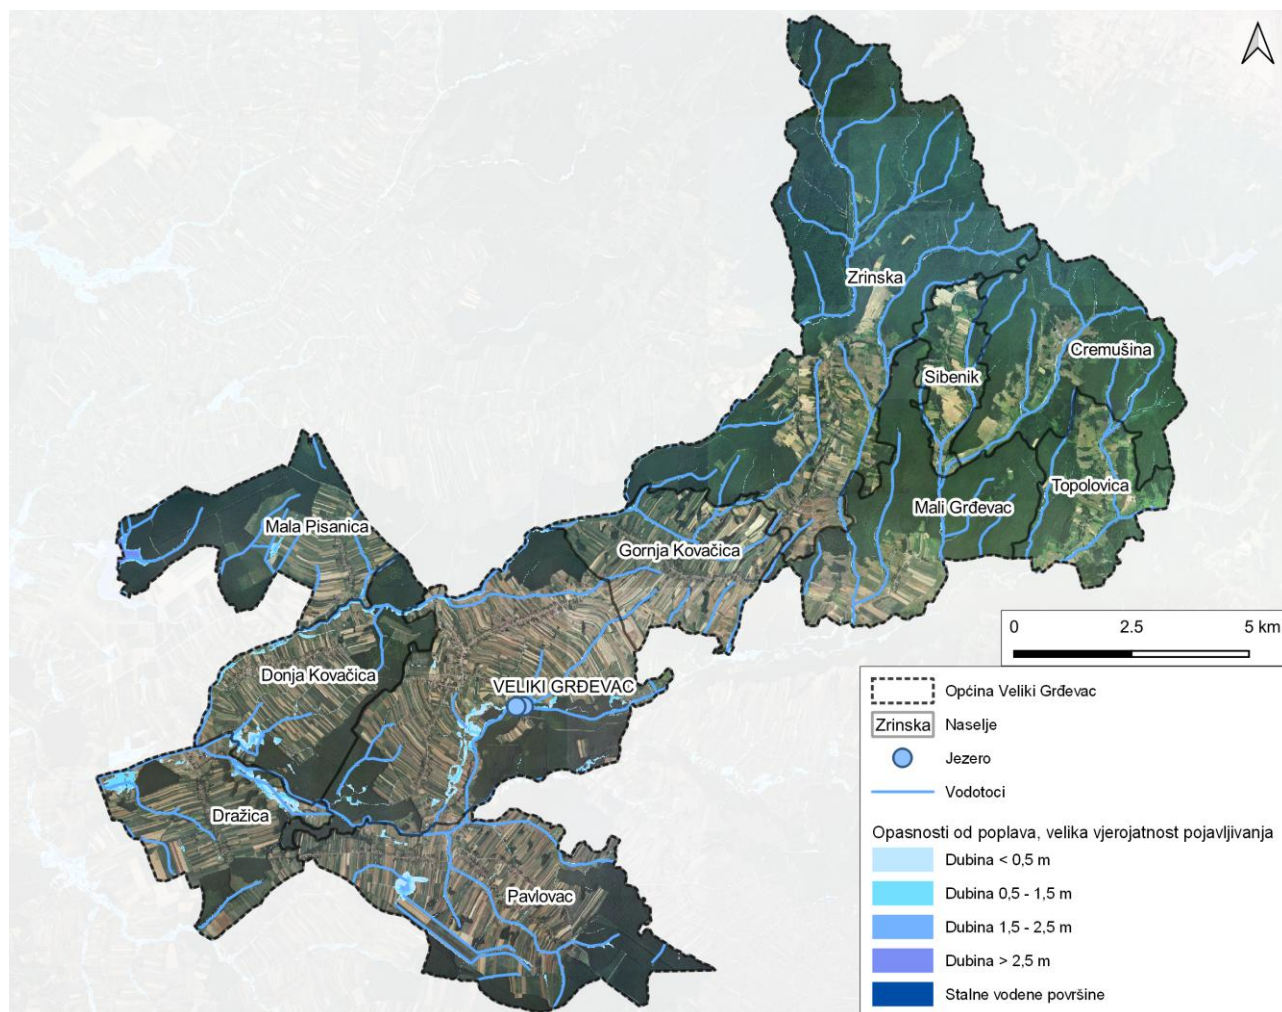 Zrinska
Cremušina
Sibenik
Topolovica
Mali Grđevac
Mala Pisanica
Gornja Kovačica
Donja Kovačica
VELIKI GRĐEVAC
Dražica
Pavlovac
0 2.5 5 km
Općina Veliki Grđevac
Zrinska Naselje
Jezero
Vodotoci
Opasnosti od poplava, velika vjerojatnost pojavljivanja
Dubina < 0,5 m
Dubina 0,5 - 1,5 m
Dubina 1,5 - 2,5 m
Dubina > 2,5 m
Stalne vodene površine